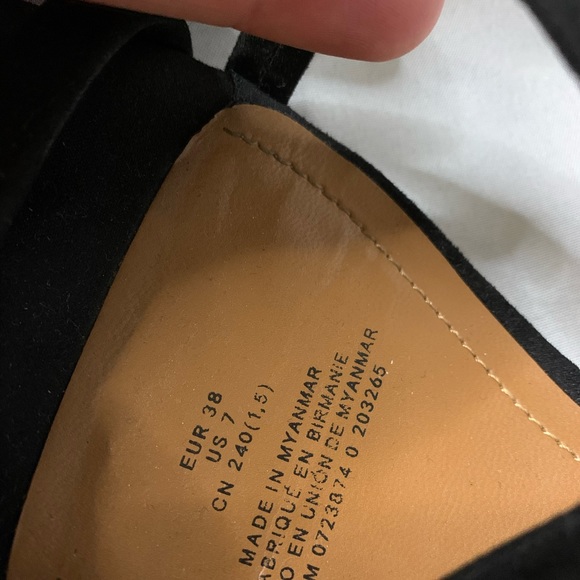 EUR 38
US 7
CN 240(1,5)
MADE IN MYANMAR
ABRIQUÉ EN BIRMANIE
O EN UNIÓN DE MYANMAR
M 0723874 0 203265